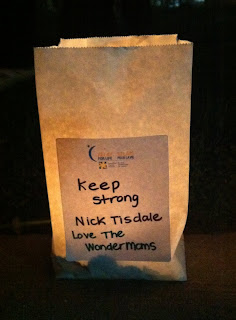 Keep
Strong
Nick Tisdale
Love The
WonderMoms